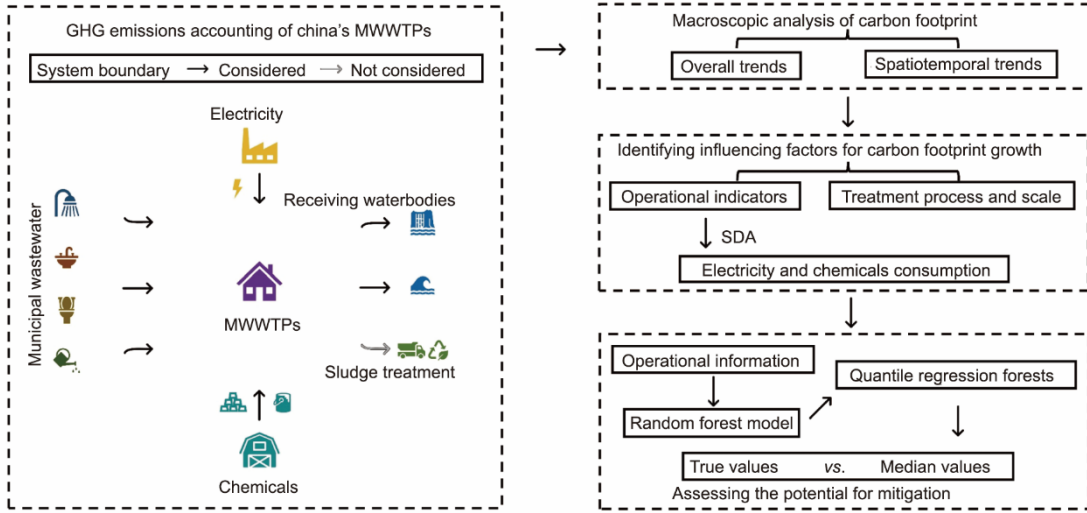 GHG emissions accounting of china's MWWTPs
System boundary → Considered → Not considered
Electricity
Municipal wastewater
Receiving waterbodies
MWWTPs
Sludge treatment
Chemicals
Macroscopic analysis of carbon footprint
Overall trends
Spatiotemporal trends
Identifying influencing factors for carbon footprint growth
Operational indicators
Treatment process and scale
SDA
Electricity and chemicals consumption
Operational information
Quantile regression forests
Random forest model
True values vs. Median values
Assessing the potential for mitigation